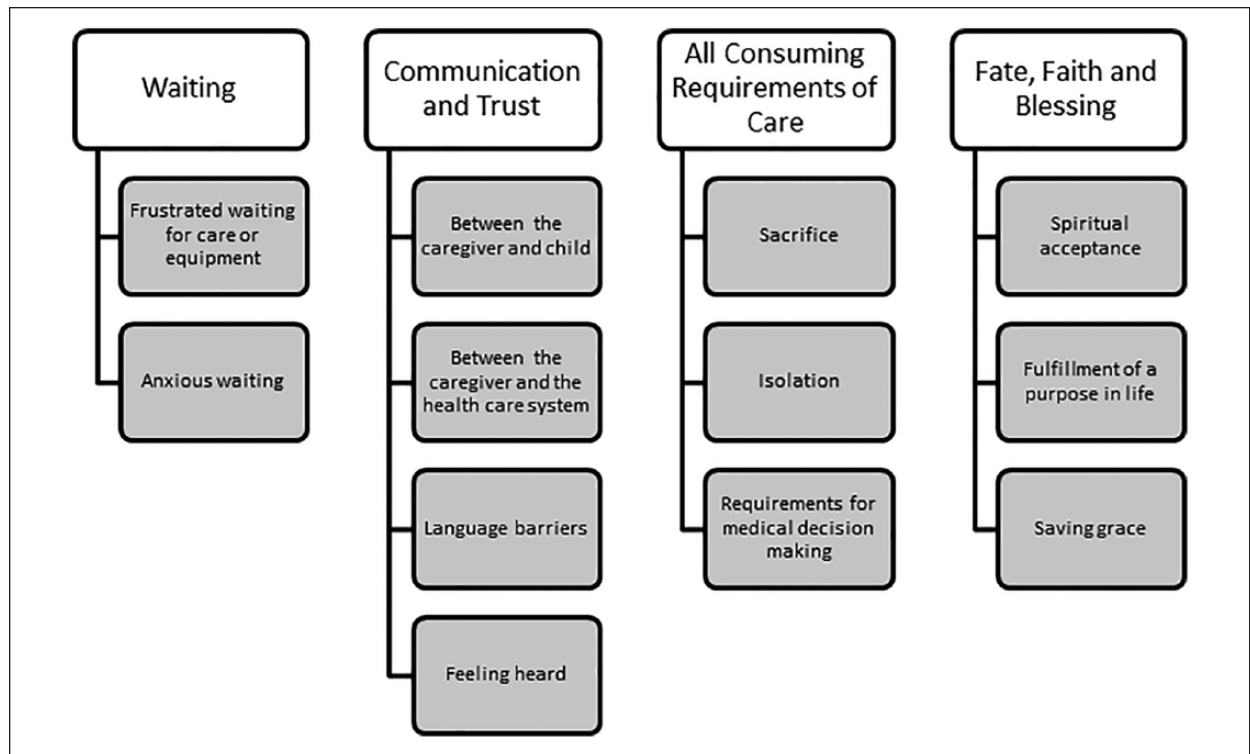 Waiting
Frustrated waiting
for care or
equipment
Anxious waiting
Communication
and Trust
Between the
caregiver and child
Between the
caregiver and the
health care system
Language barriers
Feeling heard
All Consuming
Requirements of
Care
Sacrifice
Isolation
Requirements for
medical decision
making
Fate, Faith and
Blessing
Spiritual
acceptance
Fulfillment of a
purpose in life
Saving grace